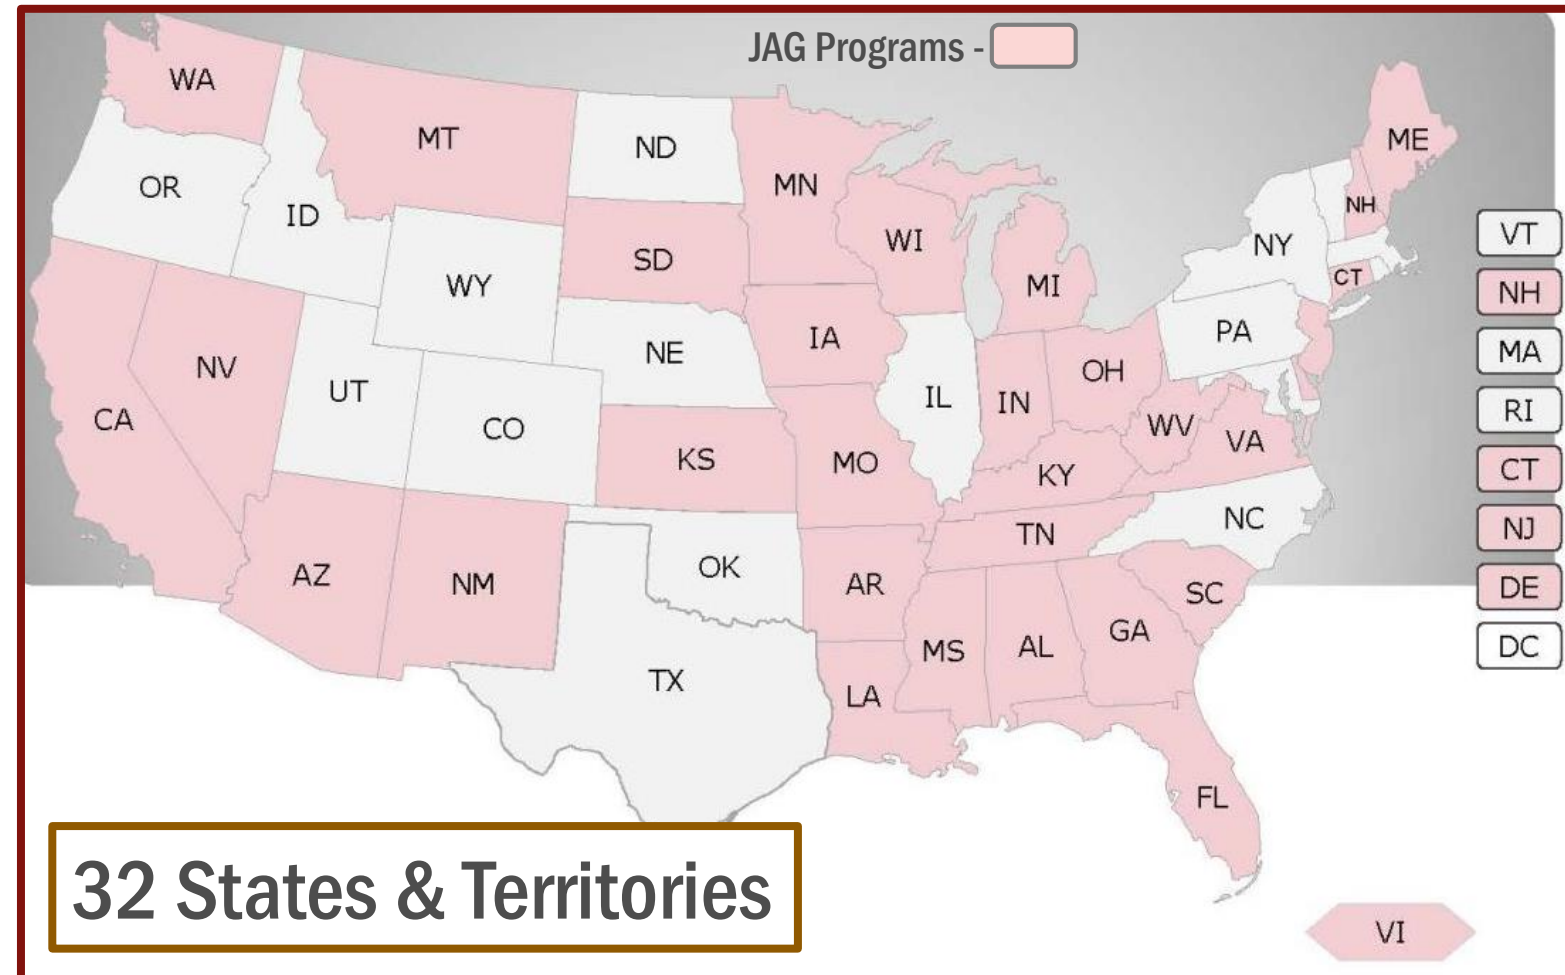 JAG Programs -
WA
MT
ND
MN
ME
OR
ID
SD
WI
MI
NY
NH
CT
WY
NE
IA
PA
NV
UT
CO
IL
IN
OH
CA
KS
MO
KY
WV
VA
AZ
NM
OK
AR
TN
NC
TX
LA
MS
AL
GA
SC
FL
VT
NH
MA
RI
CT
NJ
DE
DC
32 States & Territories
VI